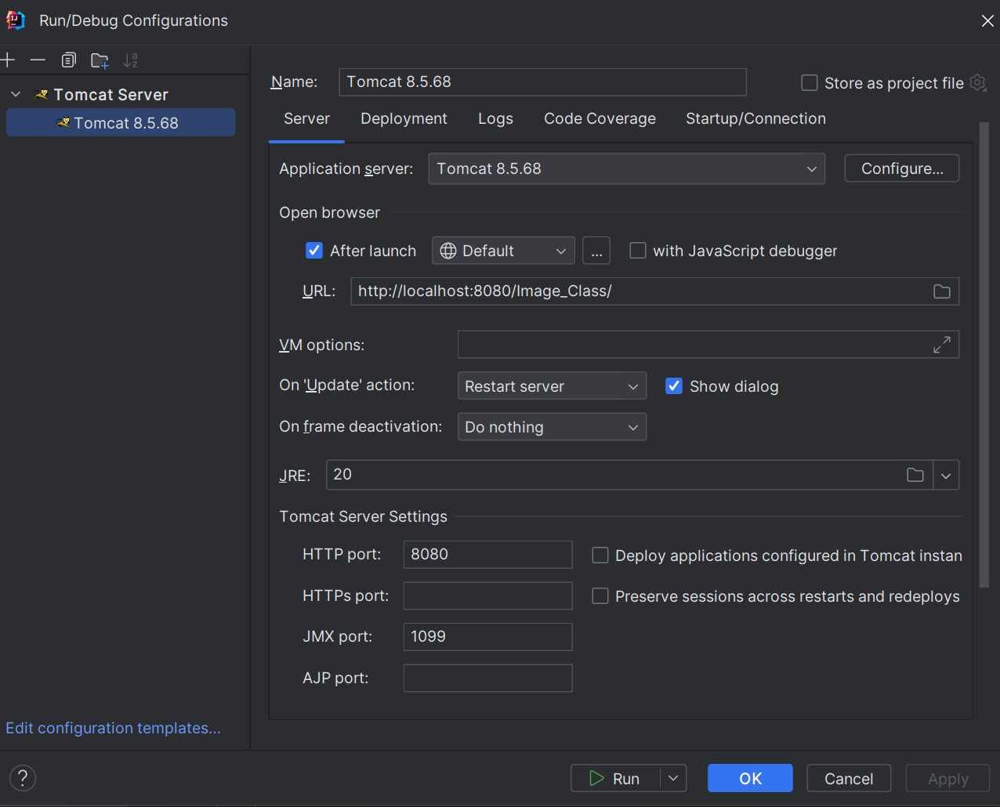 Run/Debug Configurations
Tomcat Server
Tomcat 8.5.68
Edit configuration templates...
Name: Tomcat 8.5.68 Store as project file
Server Deployment Logs Code Coverage Startup/Connection
Application server: Tomcat 8.5.68 Configure...
Open browser
After launch Default ... with JavaScript debugger
URL: http://localhost:8080/Image_Class/
VM options:
On 'Update' action: Restart server Show dialog
On frame deactivation: Do nothing
JRE: 20
Tomcat Server Settings
HTTP port: 8080 Deploy applications configured in Tomcat instan
HTTPs port: Preserve sessions across restarts and redeploys
JMX port: 1099
AJP port:
? Run OK Cancel Apply